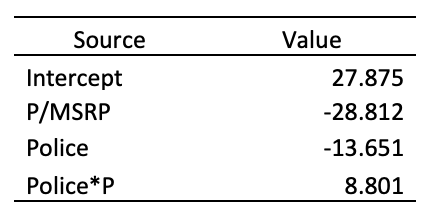 Source Value
Intercept 27.875
P/MSRP -28.812
Police -13.651
Police*P 8.801